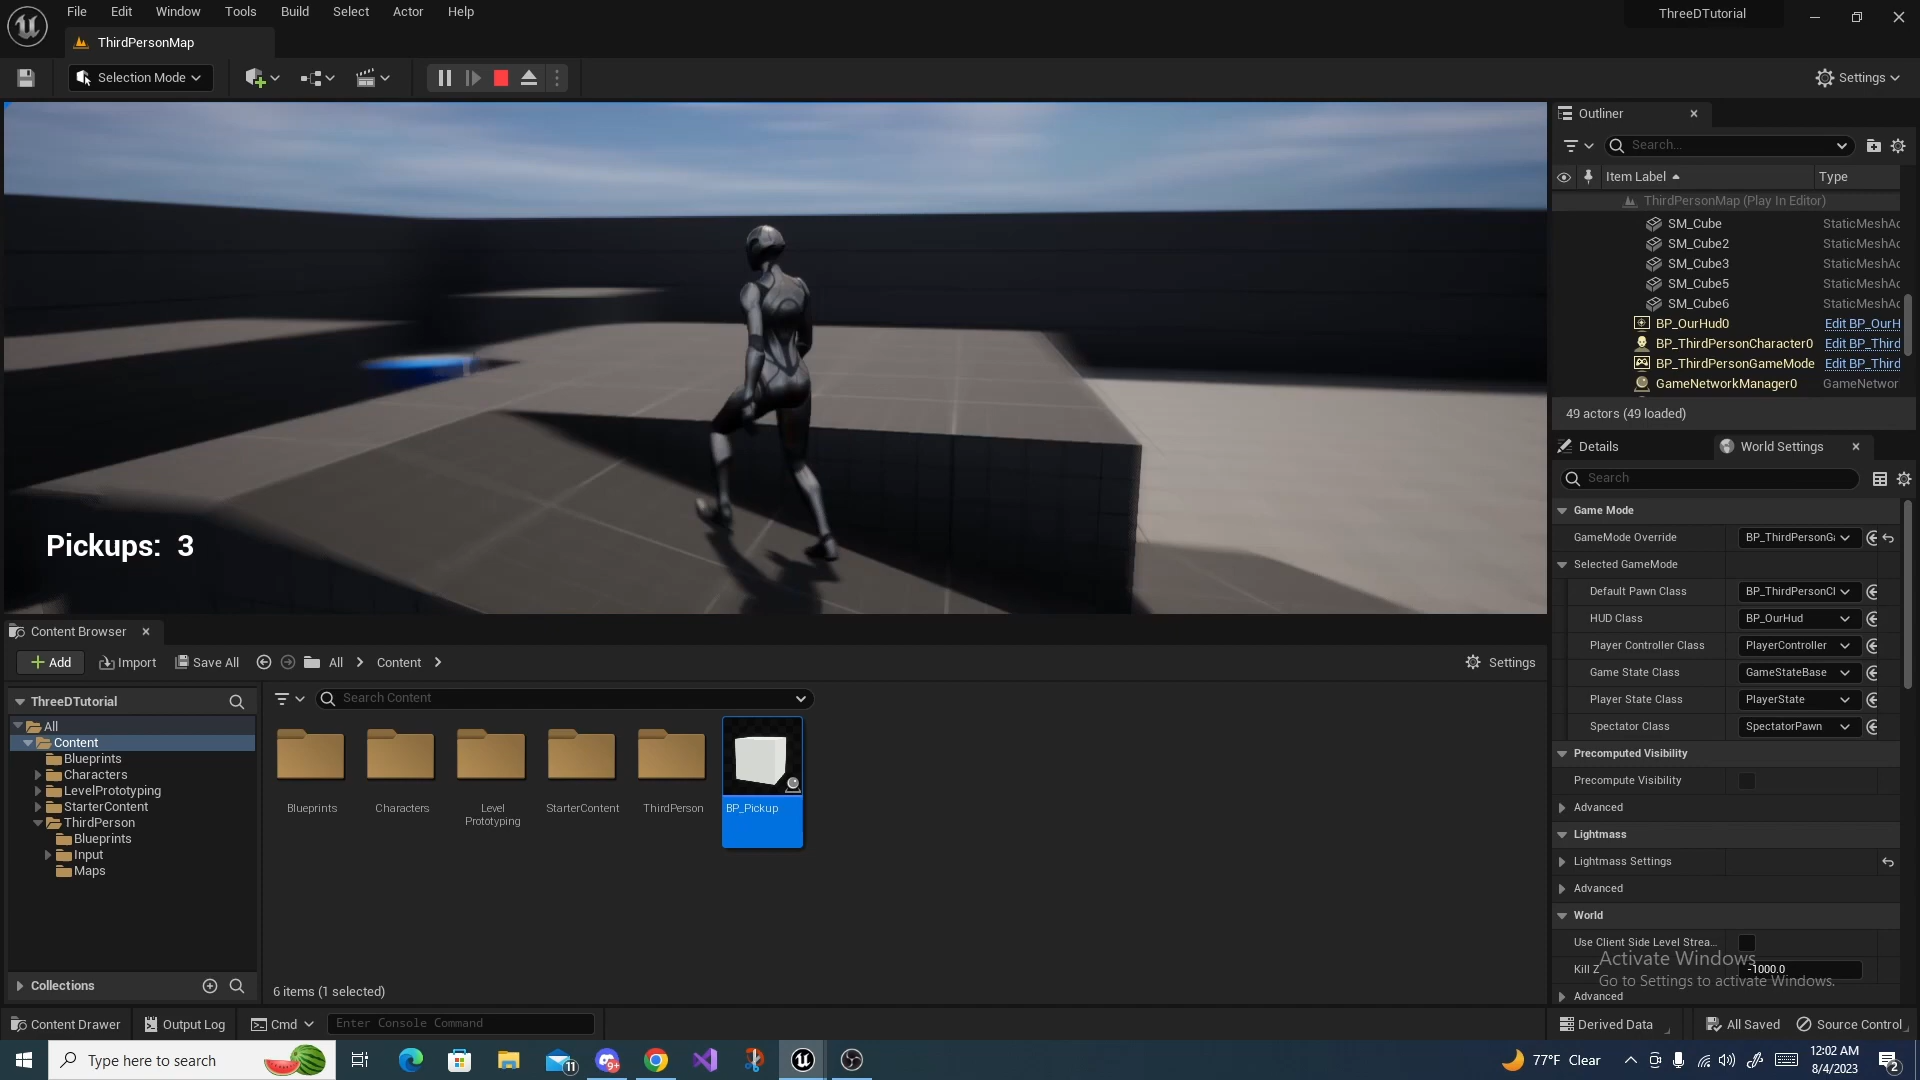 File Edit Window Tools Build Select Actor Help
ThreeDTutorial
ThirdPersonMap
Selection Mode
Settings
Pickups: 3
Outliner
Search...
Item Label
Type
ThirdPersonMap (Play In Editor)
SM_Cube StaticMeshAc
SM_Cube2 StaticMeshAc
SM_Cube3 StaticMeshAc
SM_Cube5 StaticMeshAc
SM_Cube6 StaticMeshAc
BP_OurHud0 Edit BP_OurH
BP_ThirdPersonCharacter0 Edit BP_Third
BP_ThirdPersonGameMode Edit BP_Third
GameNetworkManager0 GameNetwor
49 actors (49 loaded)
Details
World Settings
Search
Game Mode
GameMode Override BP_ThirdPersonGa
Selected GameMode
Default Pawn Class BP_ThirdPersonCl
HUD Class BP_OurHud
Player Controller Class PlayerController
Game State Class GameStateBase
Player State Class PlayerState
Spectator Class SpectatorPawn
Precomputed Visibility
Precompute Visibility
Advanced
Lightmass
Lightmass Settings
Advanced
World
Use Client Side Level Strea...
Kill Z -1000.0
Advanced
Activate Windows
Go to Settings to activate Windows.
Content Browser
Add Import Save All All Content
Settings
ThreeDTutorial
All
Content
Blueprints
Characters
LevelPrototyping
StarterContent
ThirdPerson
Blueprints
Input
Maps
Collections
Search Content
Blueprints
Characters
Level
Prototyping
StarterContent
ThirdPerson
BP_Pickup
6 items (1 selected)
Content Drawer Output Log Cmd Enter Console Command
Derived Data All Saved Source Control
Type here to search
11
9+
77°F Clear
12:02 AM
8/4/2023
2